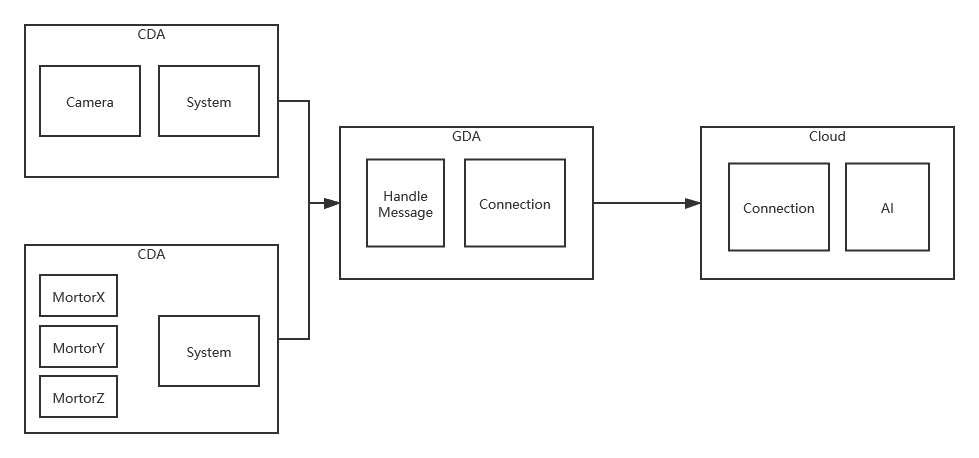 CDA
Camera
System
CDA
MortorX
MortorY
MortorZ
System
GDA
Handle
Message
Connection
Cloud
Connection
AI